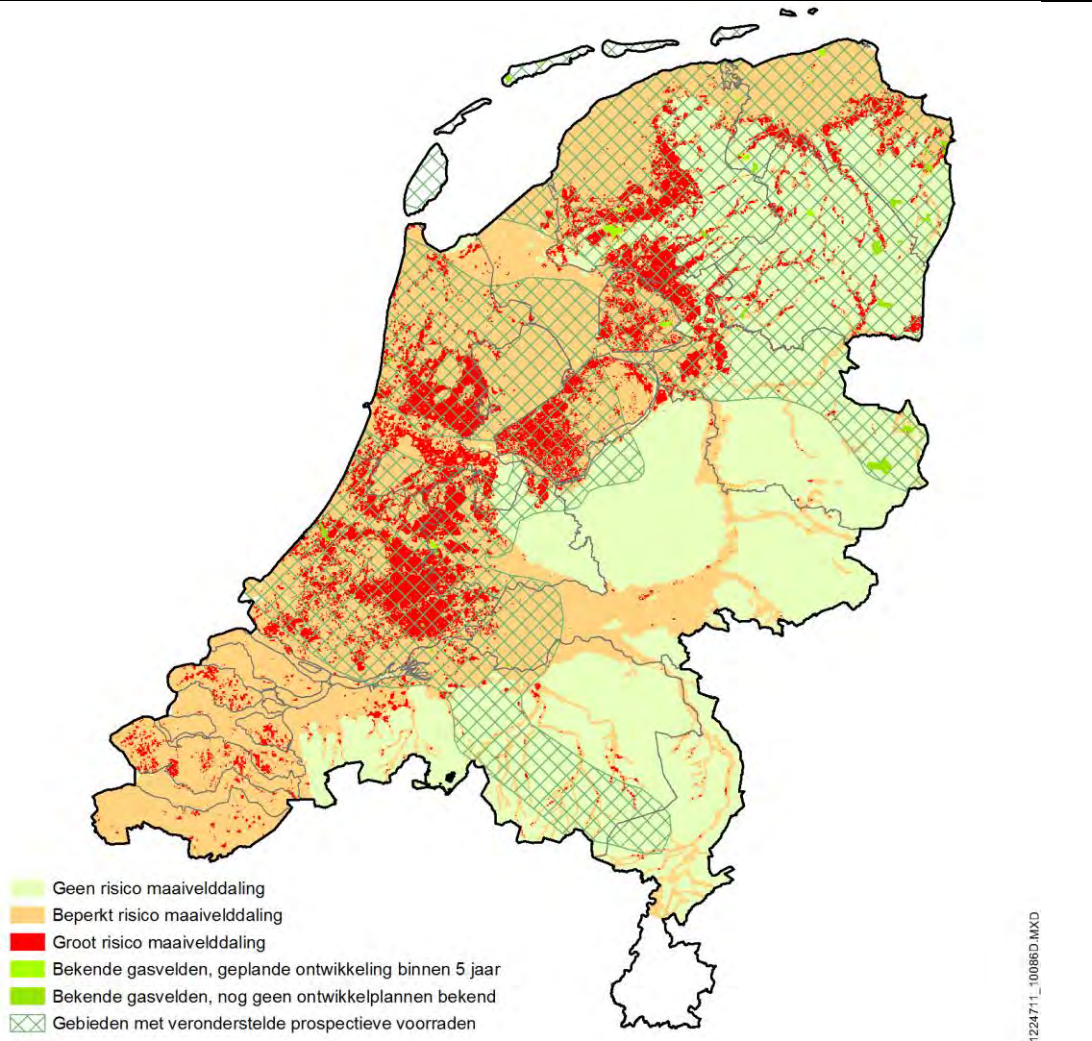 Geen risico maaivelddaling
Beperkt risico maaivelddaling
Groot risico maaivelddaling
Bekende gasvelden, geplande ontwikkeling binnen 5 jaar
Bekende gasvelden, nog geen ontwikkelplannen bekend
Gebieden met veronderstelde prospectieve voorraden
1224711_10086D.MXD